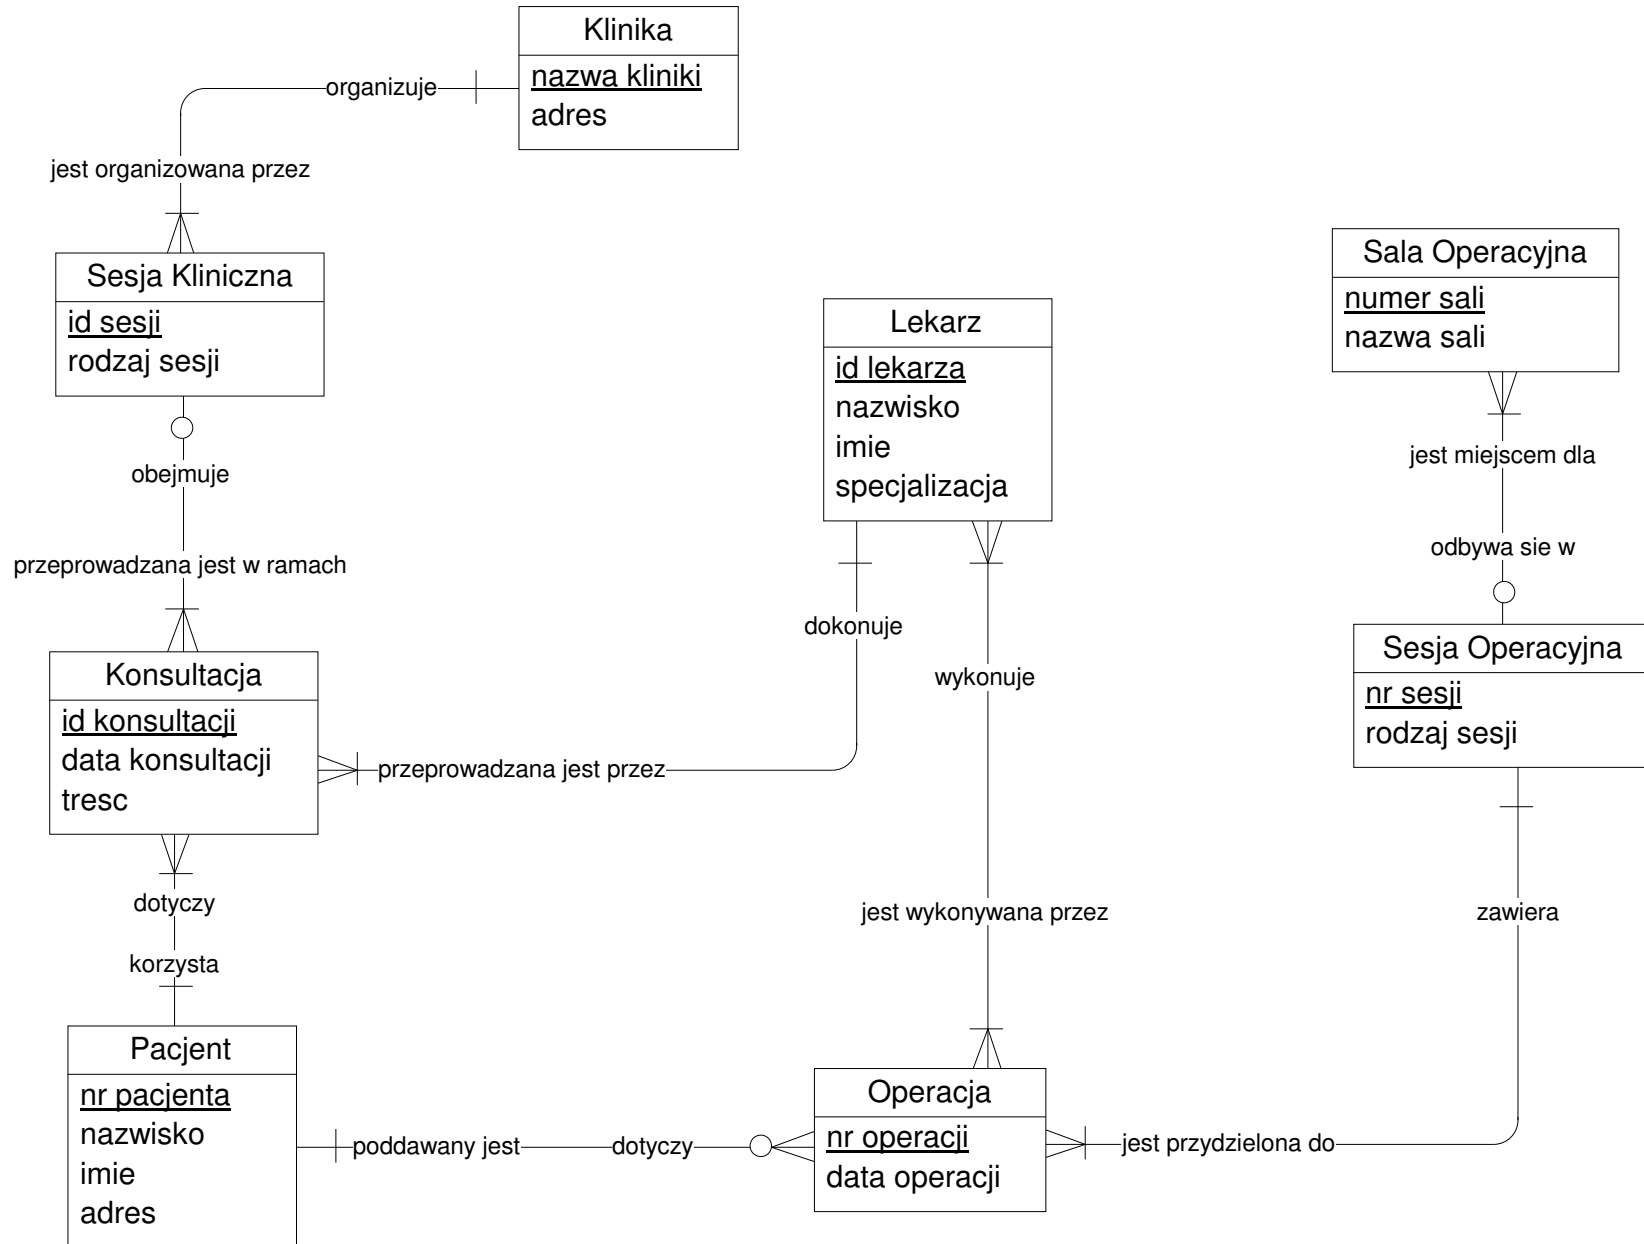 Klinika
nazwa kliniki
adres
organizuje
jest organizowana przez
Sesja Kliniczna
id sesji
rodzaj sesji
obejmuje
przeprowadzana jest w ramach
Konsultacja
id konsultacji
data konsultacji
tresc
dotyczy
korzysta
Pacjent
nr pacjenta
nazwisko
imie
adres
Lekarz
id lekarza
nazwisko
imie
specjalizacja
dokonuje
przeprowadzana jest przez
wykonuje
jest wykonywana przez
Operacja
nr operacji
data operacji
poddawany jest
dotyczy
Sala Operacyjna
numer sali
nazwa sali
jest miejscem dla
odbywa sie w
Sesja Operacyjna
nr sesji
rodzaj sesji
zawiera
jest przydzielona do